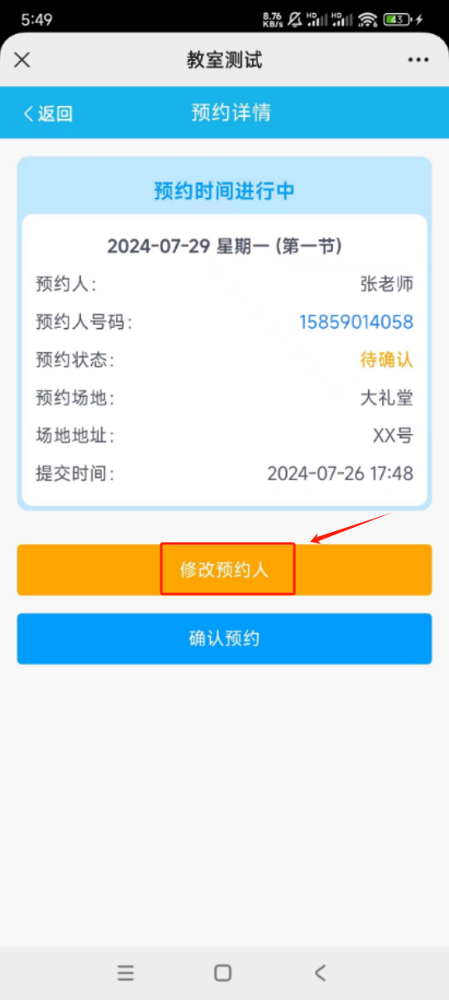 5:49 8.76 KB/s HD HD 6 43
教室测试
返回 预约详情
预约时间进行中
2024-07-29 星期一 (第一节)
预约人: 张老师
预约人号码: 15859014058
预约状态: 待确认
预约场地: 大礼堂
场地地址: XX号
提交时间: 2024-07-26 17:48
修改预约人
确认预约